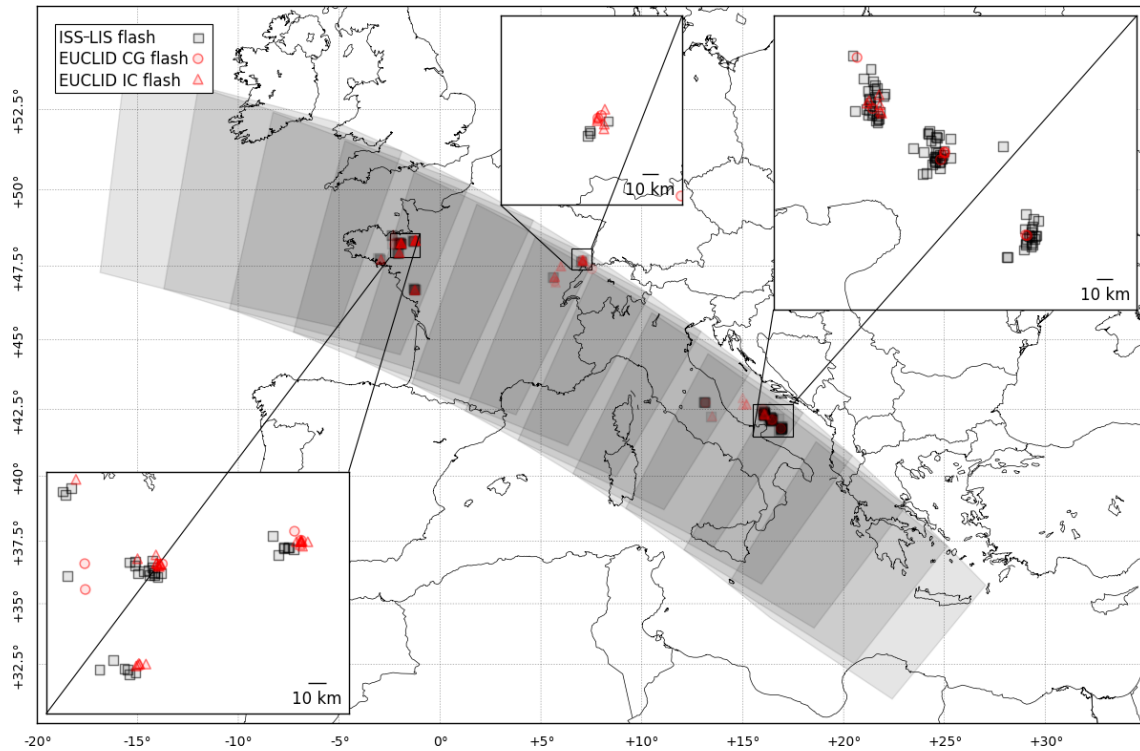 ISS-LIS flash
EUCLID CG flash
EUCLID IC flash
10 km
10 km
10 km
+52.5°
+50°
+47.5°
+45°
+42.5°
+40°
+37.5°
+35°
+32.5°
-20° -15° -10° -5° 0° +5° +10° +15° +20° +25° +30°